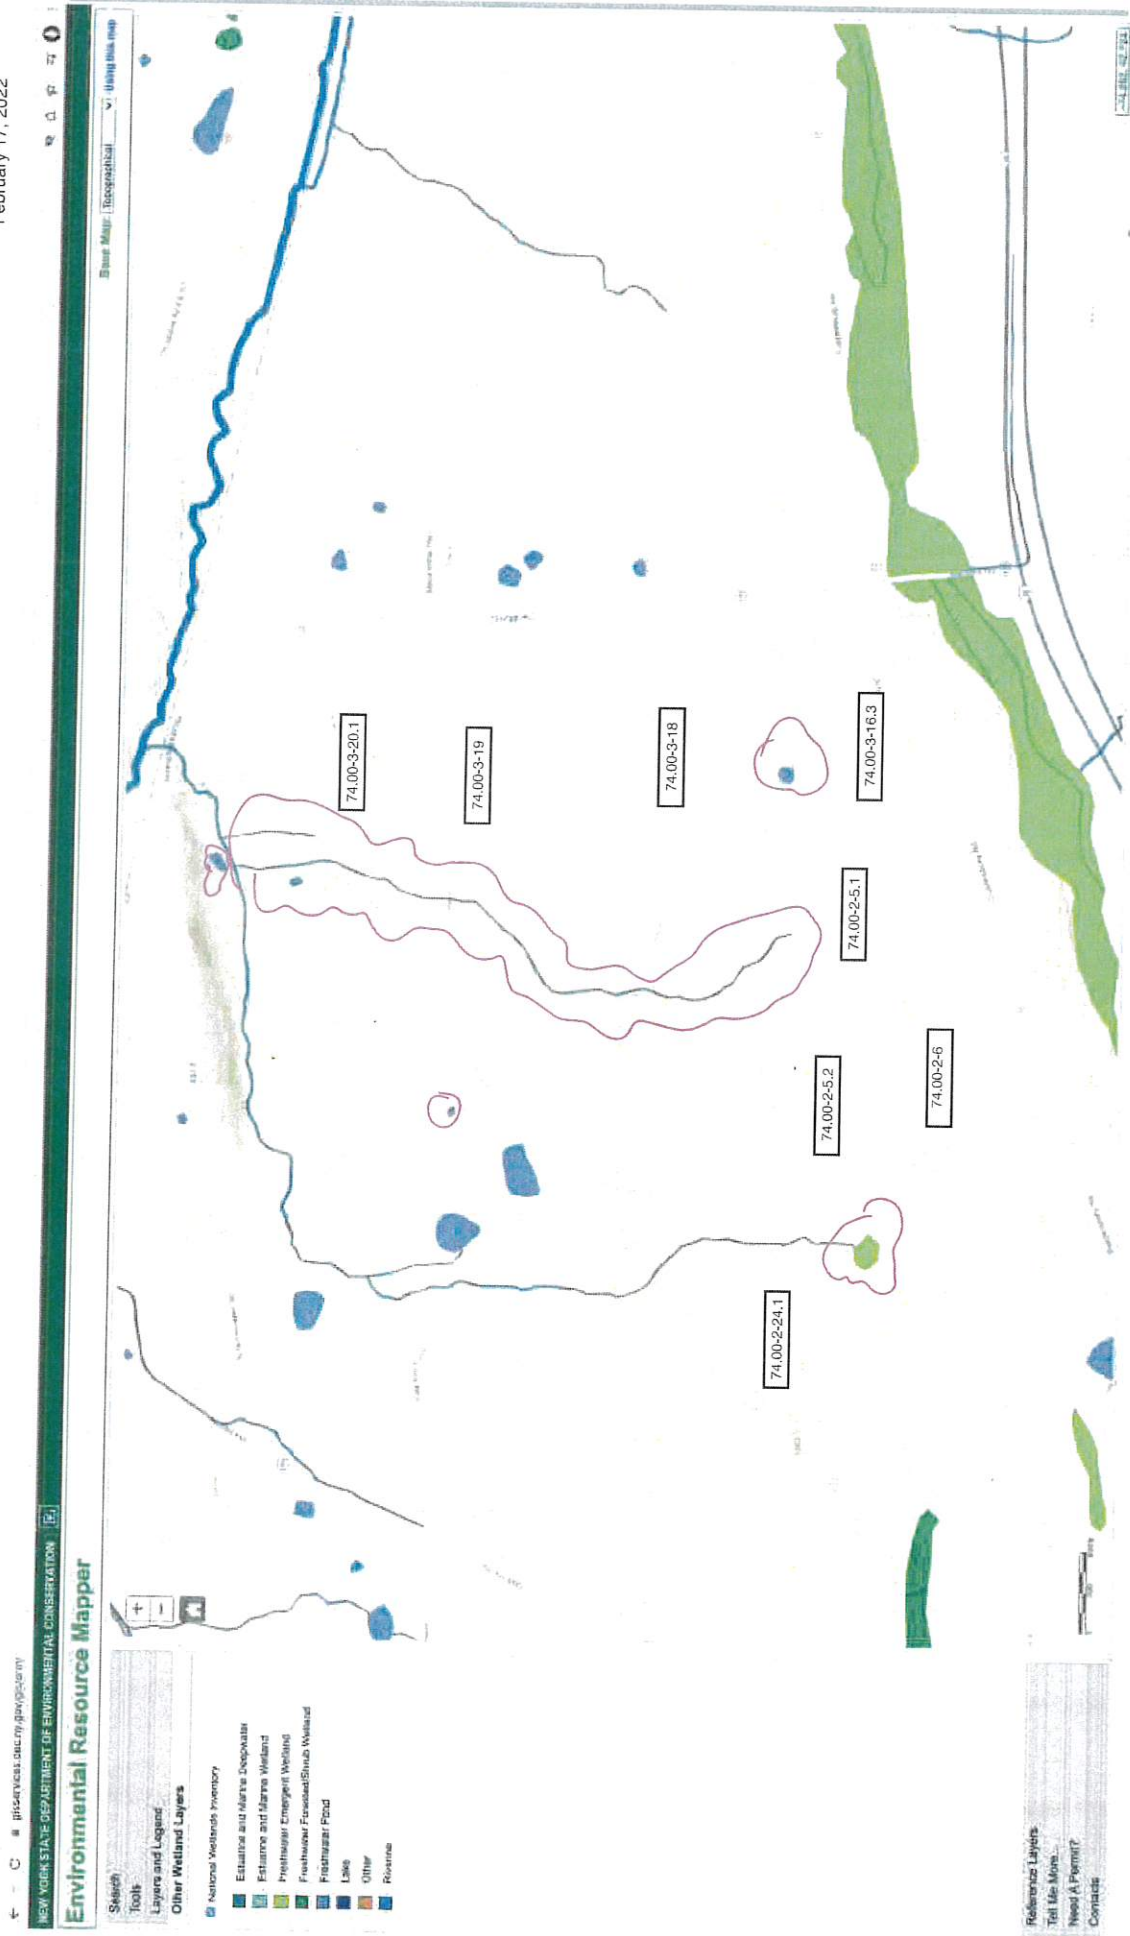 February 17, 2022
gisservices.dec.ny.gov/gis/erm/
NEW YORK STATE DEPARTMENT OF ENVIRONMENTAL CONSERVATION
Environmental Resource Mapper
Base Map: Topographical
Using this map
Search
Tools
Layers and Legend
Other Wetland Layers
National Wetlands Inventory
Estuarine and Marine Deepwater
Estuarine and Marine Wetland
Freshwater Emergent Wetland
Freshwater Forested/Shrub Wetland
Freshwater Pond
Lake
Other
Riverine
Reference Layers
Tell Me More...
Need A Permit?
Contacts
74.00-3-20.1
74.00-3-19
74.00-3-18
74.00-3-16.3
74.00-2-5.1
74.00-2-5.2
74.00-2-6
74.00-2-24.1